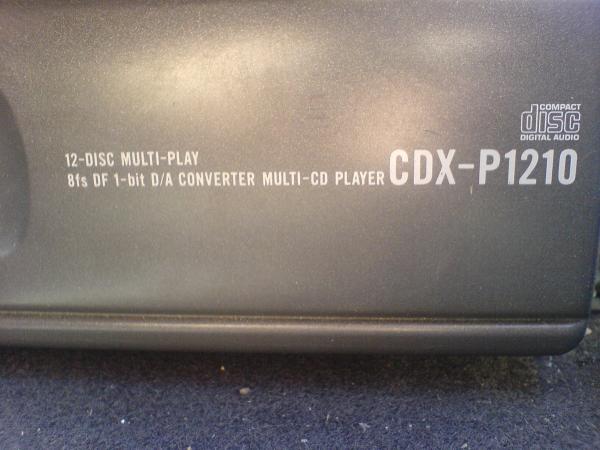 COMPACT
disc
DIGITAL AUDIO
12-DISC MULTI-PLAY
8fs DF 1-bit D/A CONVERTER MULTI-CD PLAYER CDX-P1210